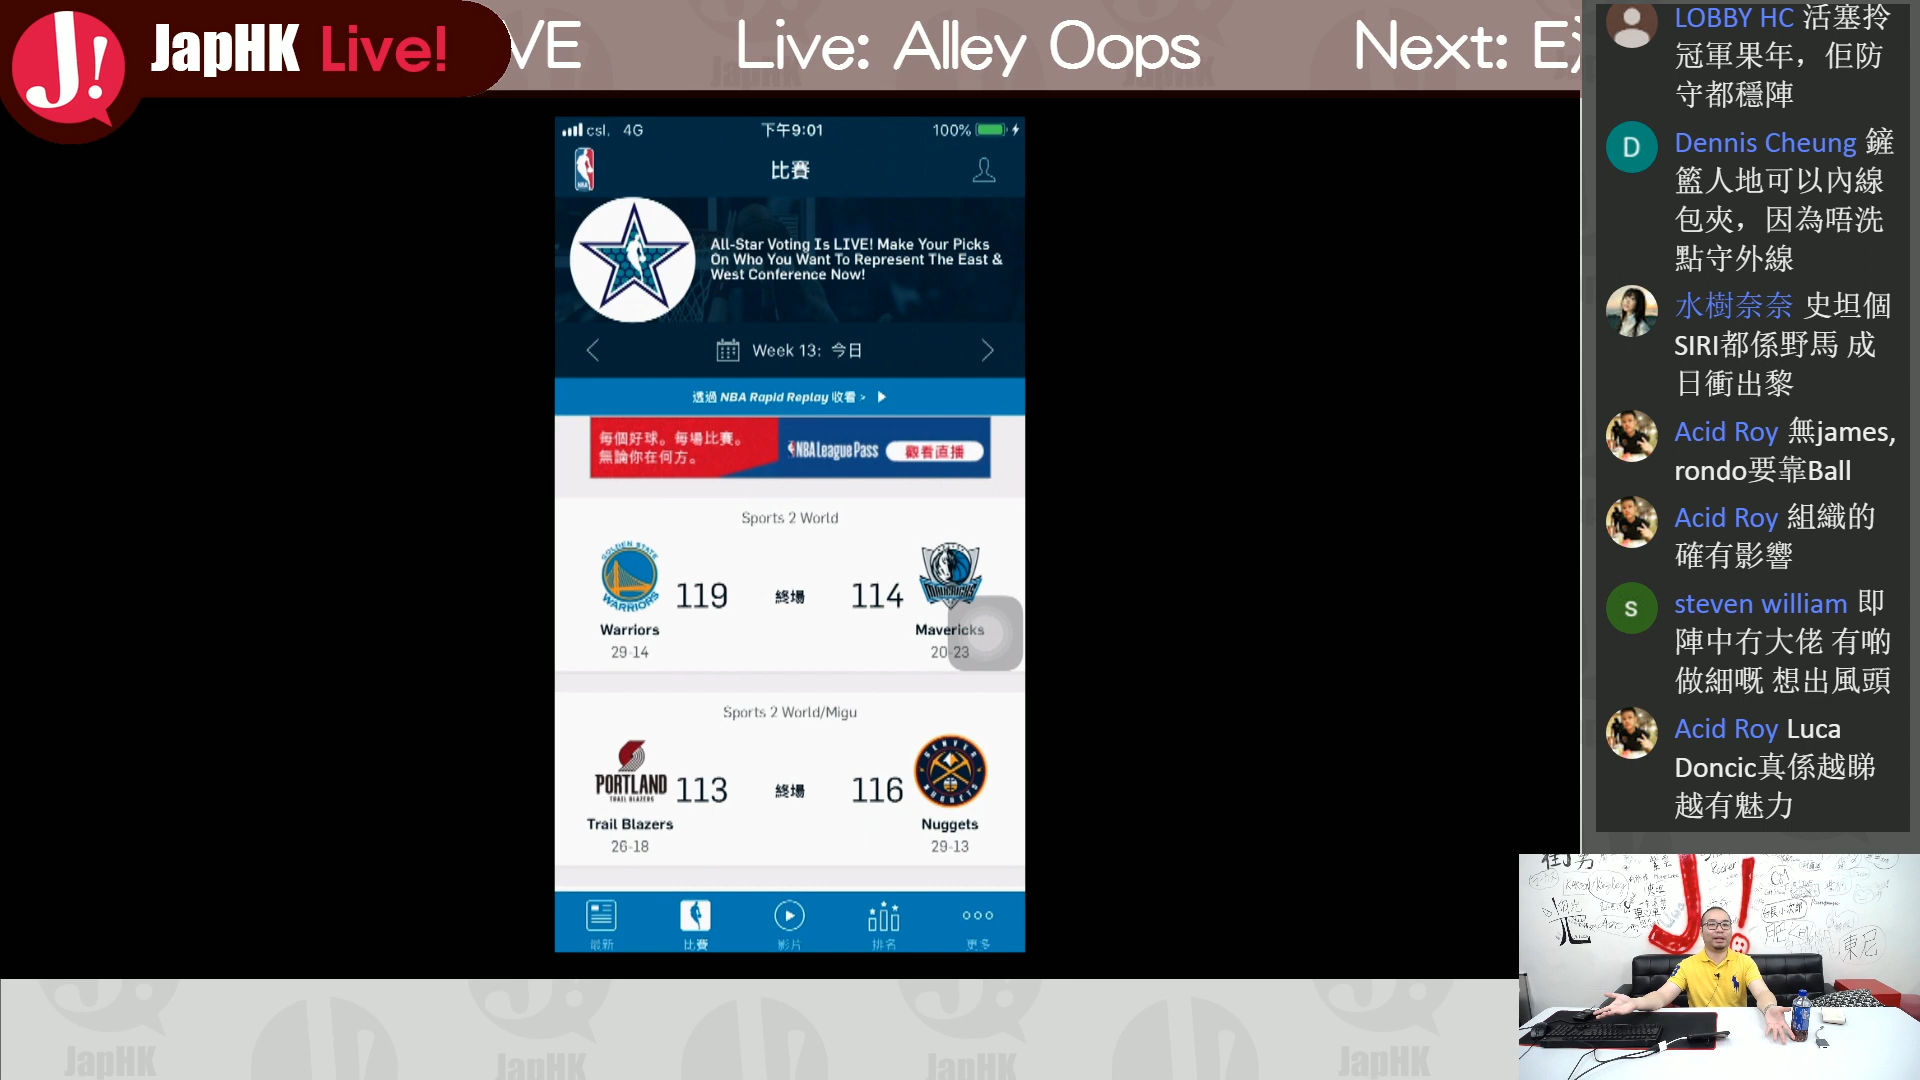 J!
JapHK Live!
VE
Live: Alley Oops
Next: E
csl. 4G
下午9:01
100%
比賽
All-Star Voting Is LIVE! Make Your Picks
On Who You Want To Represent The East &
West Conference Now!
Week 13: 今日
透過 NBA Rapid Replay 收看 >
每個好球。每場比賽。
無論你在何方。
NBA League Pass
觀看直播
Sports 2 World
GOLDEN STATE
WARRIORS
119
終場
114
MAVERICKS
Warriors
Mavericks
29-14
20-23
Sports 2 World/Migu
PORTLAND
TRAIL BLAZERS
113
終場
116
DENVER
NUGGETS
Trail Blazers
Nuggets
26-18
29-13
最新
比賽
影片
排名
更多
LOBBY HC 活塞拎
冠軍果年，佢防
守都穩陣
D
Dennis Cheung 鏟
籃人地可以內線
包夾，因為唔洗
點守外線
水樹奈奈 史坦個
SIRI都係野馬 成
日衝出黎
Acid Roy 無james,
rondo要靠Ball
Acid Roy 組織的
確有影響
S
steven william 即
陣中冇大佬 有啲
做細嘅 想出風頭
Acid Roy Luca
Doncic真係越睇
越有魅力
J!
東尼
JapHK
JapHK
JapHK
JapHK